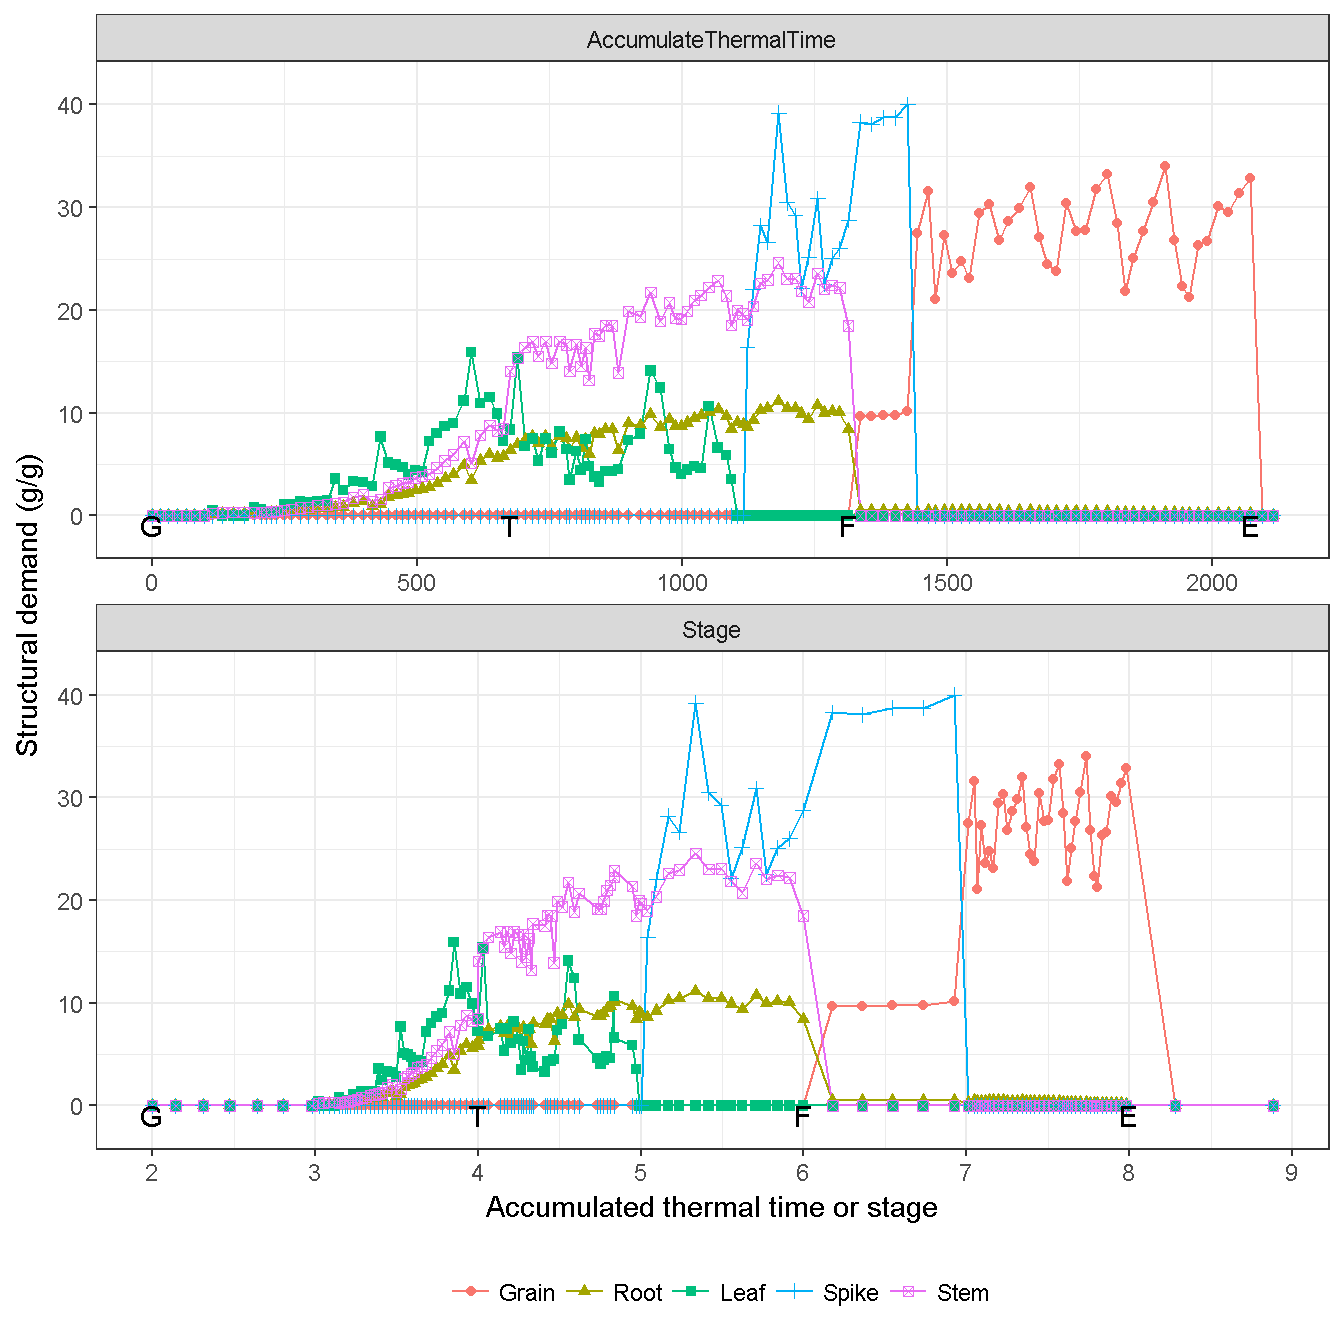 AccumulateThermalTime
40
30
20
10
0
G T F E
0 500 1000 1500 2000
Stage
40
30
20
10
0
G T F E
2 3 4 5 6 7 8 9
Structural demand (g/g)
Accumulated thermal time or stage
Grain Root Leaf Spike Stem